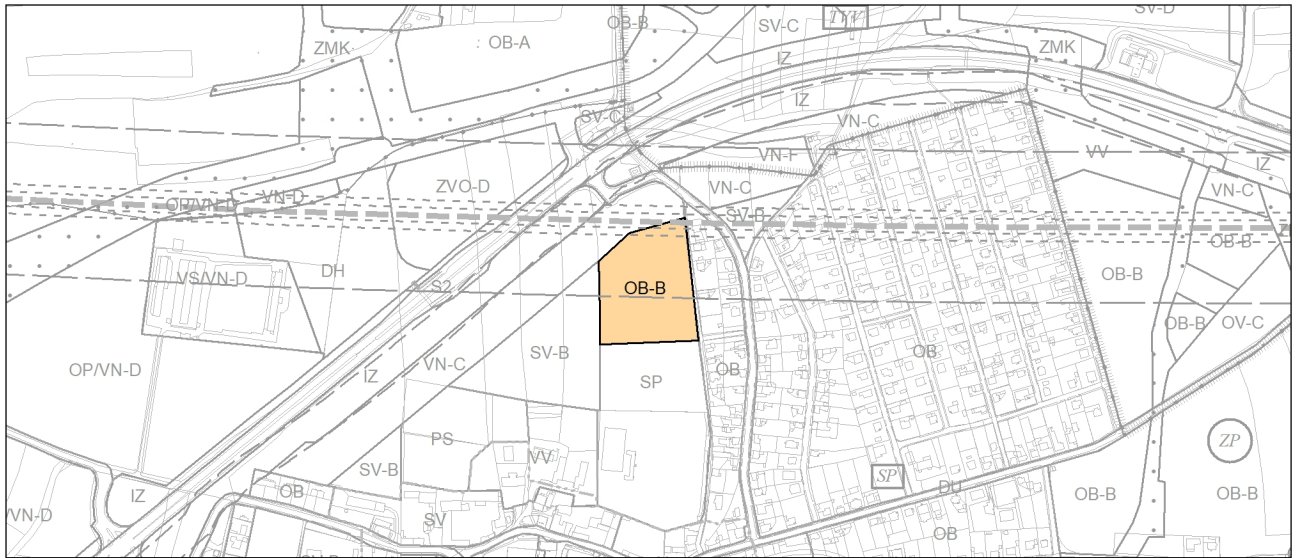 OB-B
SV-C
TVV
SV-D
ZMK
OB-A
ZMK
IZ
IZ
SV-C
VN-C
VV
IZ
VN-F
ZVO-D
VN-D
VN-C
VN-C
OP/VN-D
SV-B
OB-B
DH
VS/VN-D
OB-B
S2
OB-B
OB-B
OV-C
SV-B
OB
VN-C
OP/VN-D
IZ
SP
OB
PS
ZP
VV
SV-B
SP
DU
OB
IZ
OB-B
OB-B
SV
/VN-D
OB